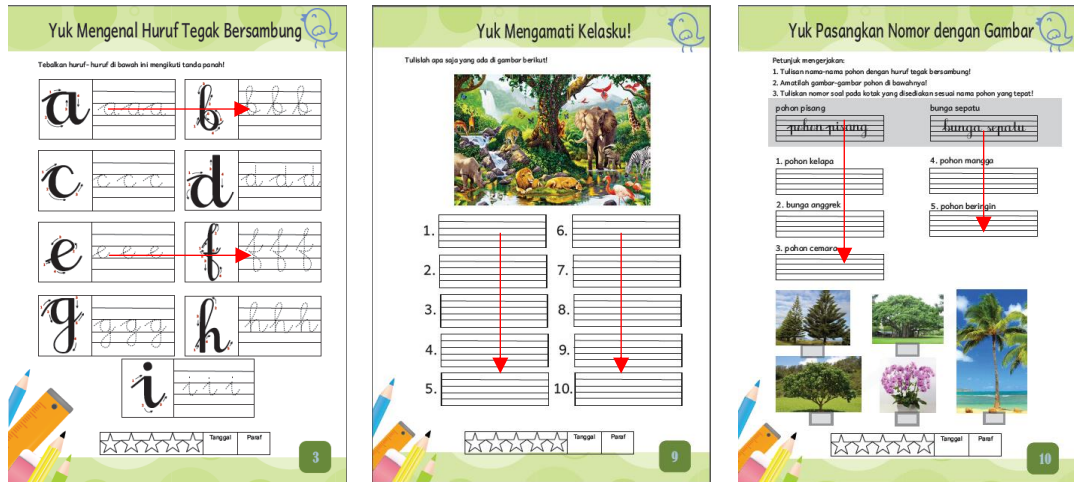 Yuk Mengenal Huruf Tegak Bersambung
Tebalkan huruf- huruf di bawah ini mengikuti tanda panah!
a a a a b b b b
c c c c d d d d
e e e e f f f f
g g g g h h h h
i i i i
Tanggal Paraf
3
Yuk Mengamati Kelasku!
Tulislah apa saja yang ada di gambar berikut!
1. 6.
2. 7.
3. 8.
4. 9.
5. 10.
Tanggal Paraf
9
Yuk Pasangkan Nomor dengan Gambar
Petunjuk mengerjakan:
1. Tulisan nama-nama pohon dengan huruf tegak bersambung!
2. Amatilah gambar-gambar pohon di bawahnya!
3. Tuliskan nomor soal pada kotak yang disediakan sesuai nama pohon yang tepat!
pohon pisang bunga sepatu
pohon pisang bunga sepatu
1. pohon kelapa 4. pohon mangga
2. bunga anggrek 5. pohon beringin
3. pohon cemara
Tanggal Paraf
10